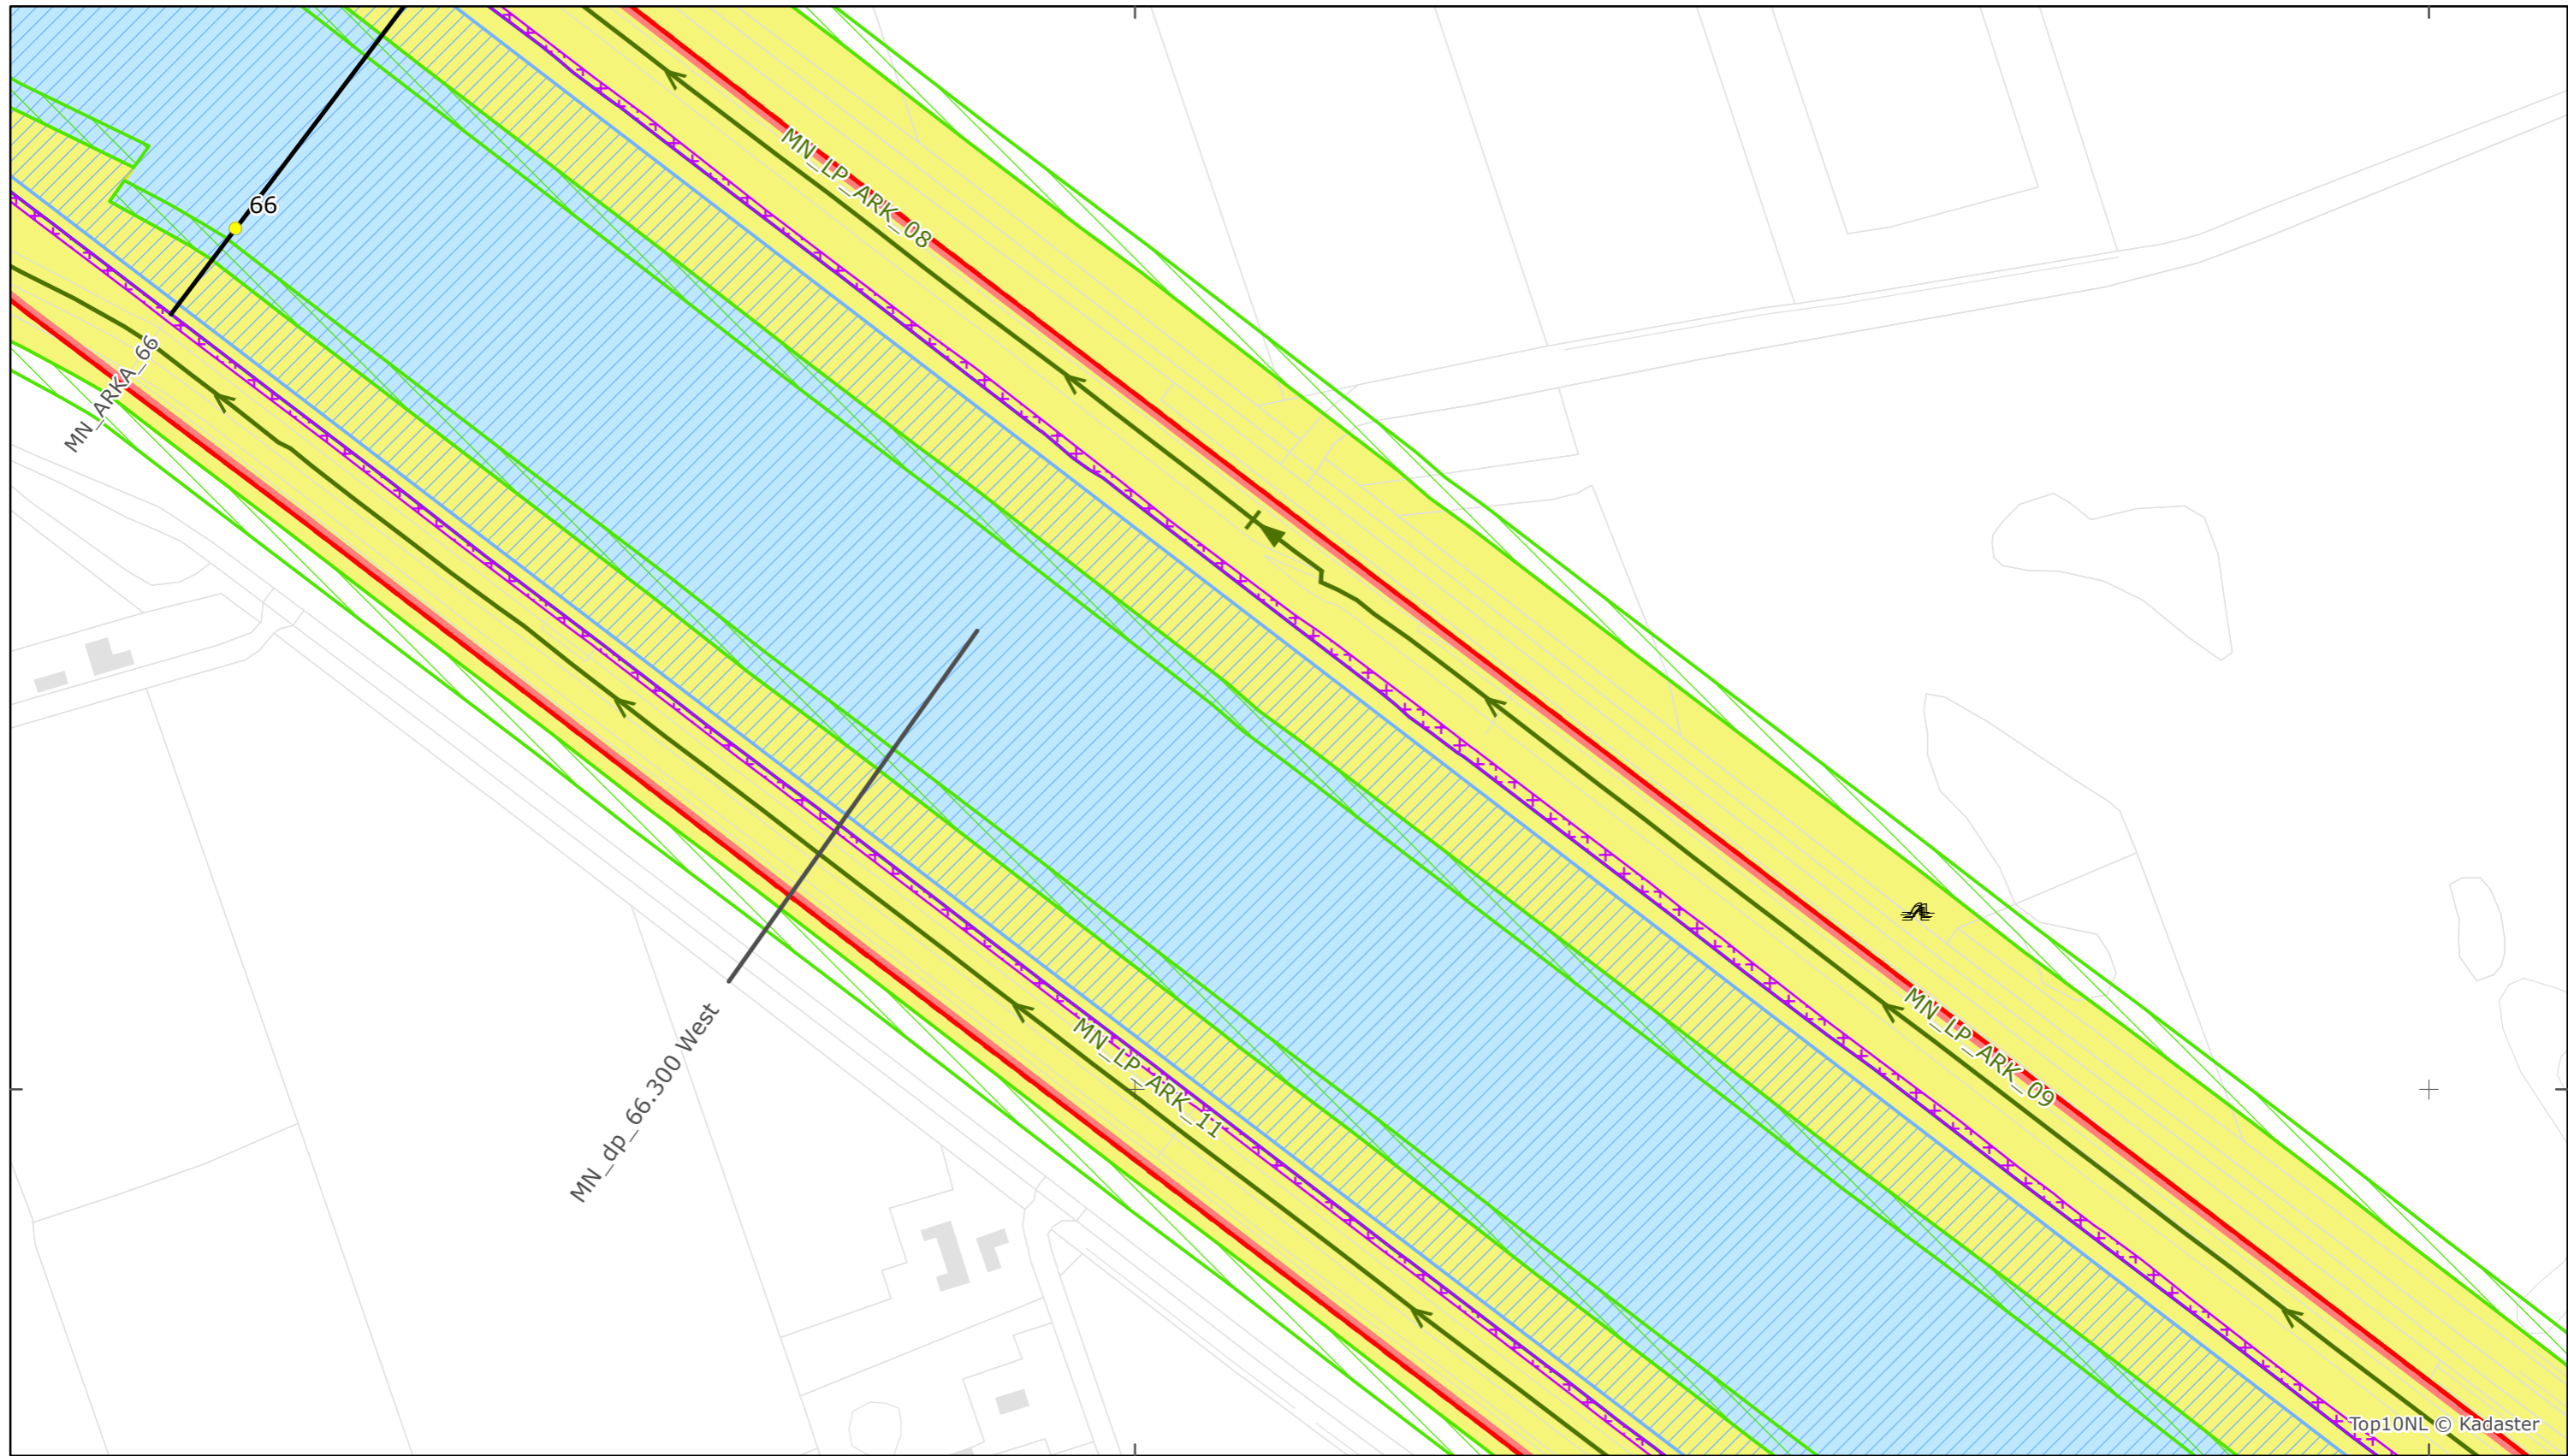 66
MN_LP_ARK_08
MN_ARKA_66
MN_dp_66.300 West
MN_LP_ARK_11
MN_LP_ARK_09
Top10NL © Kadaster